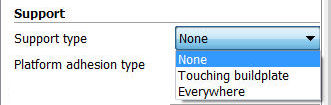 Support
Support type None
None
Platform adhesion type
Touching buildplate
Everywhere